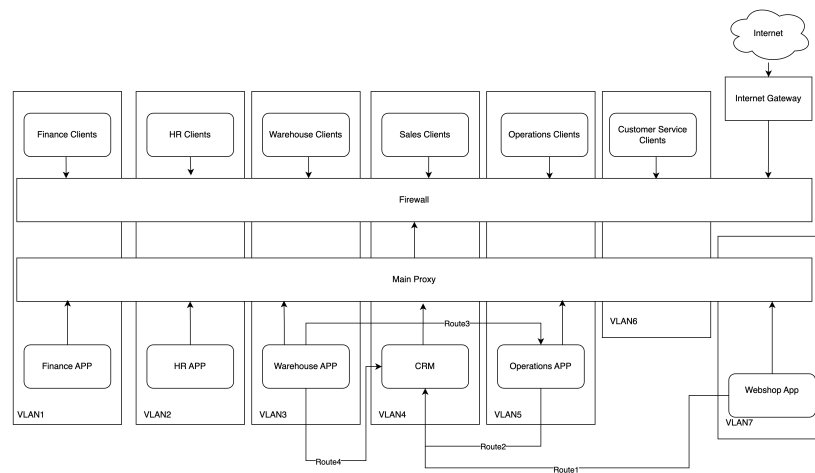 Internet
Internet Gateway
Finance Clients
HR Clients
Warehouse Clients
Sales Clients
Operations Clients
Customer Service
Clients
Firewall
Main Proxy
Route3
VLAN6
Finance APP
HR APP
Warehouse APP
CRM
Operations APP
Webshop App
VLAN1
VLAN2
VLAN3
VLAN4
VLAN5
VLAN7
Route2
Route4
Route1